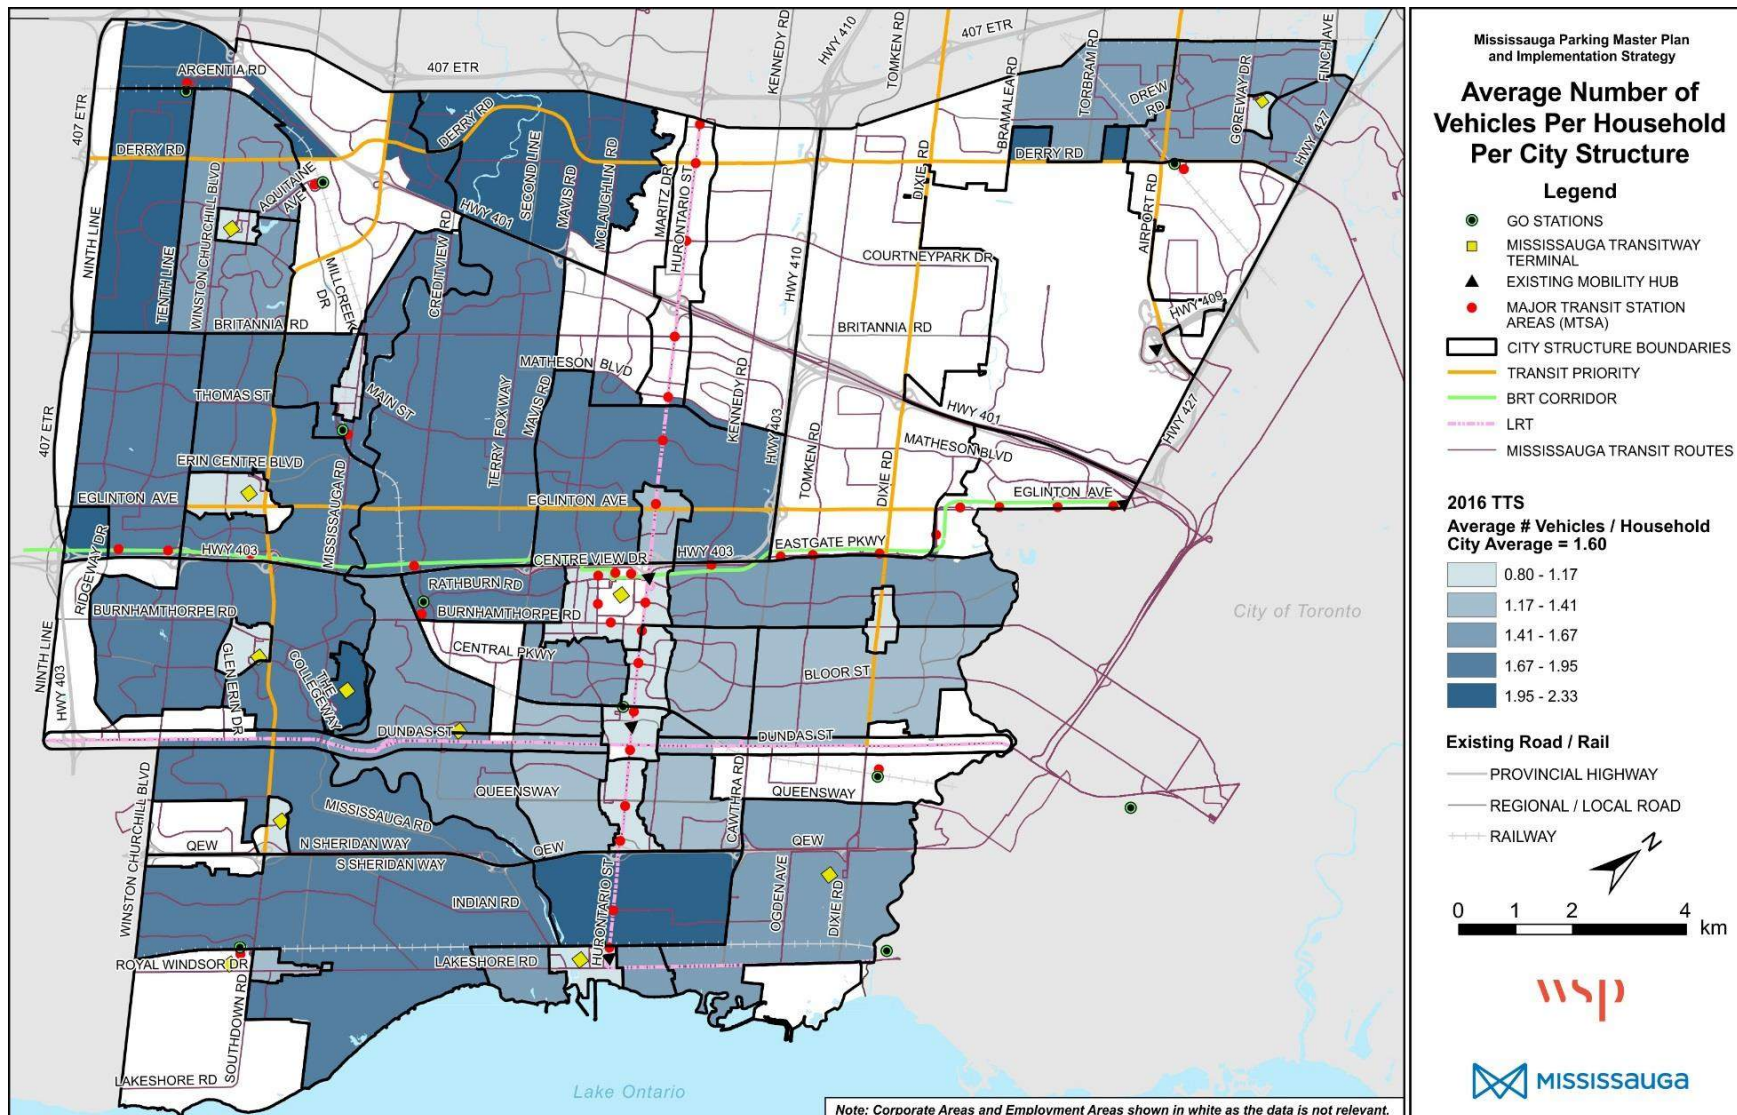 407 ETR
KENNEDY RD
HWY 410
TOMKEN RD
407 ETR
ARGENTIA RD
407 ETR
DERRY RD
AQUITAINE
AVE
WINSTON CHURCHILL BLVD
TENTH LINE
NINTH LINE
BRITANNIA RD
MILLCREEK
DR
DERRY RD
SECOND LINE
MAVIS RD
MCLAUGHLIN RD
MARITZ DR
HURONTARIO ST
HWY 401
CREDITVIEW RD
HWY 410
DIXIE RD
COURTNEYPARK DR
BRITANNIA RD
BRAMALEA RD
TORBRAM RD
DREW
RD
GOREWAY DR
FINCH AVE
HWY 427
DERRY RD
AIRPORT RD
HWY 409
HWY 427
MATHESON BLVD
KENNEDY RD
HWY 403
TOMKEN RD
DIXIE RD
HWY 401
MATHESON BLVD
EGLINTON AVE
THOMAS ST
MAIN ST
TERRY FOX WAY
MAVIS RD
407 ETR
ERIN CENTRE BLVD
EGLINTON AVE
MISSISSAUGA RD
EGLINTON AVE
HWY 403
CENTRE VIEW DR
HWY 403
EASTGATE PKWY
RIDGEWAY DR
RATHBURN RD
BURNHAMTHORPE RD
BURNHAMTHORPE RD
CENTRAL PKWY
BLOOR ST
City of Toronto
NINTH LINE
HWY 403
GLEN ERIN DR
THE
COLLEGEWAY
DUNDAS ST
DUNDAS ST
WINSTON CHURCHILL BLVD
MISSISSAUGA RD
QUEENSWAY
CAWTHRA RD
QUEENSWAY
QEW
N SHERIDAN WAY
S SHERIDAN WAY
QEW
QEW
INDIAN RD
HURONTARIO ST
OGDEN AVE
DIXIE RD
ROYAL WINDSOR DR
LAKESHORE RD
SOUTHDOWN RD
LAKESHORE RD
Lake Ontario
Note: Corporate Areas and Employment Areas shown in white as the data is not relevant.
Mississauga Parking Master Plan
and Implementation Strategy
Average Number of
Vehicles Per Household
Per City Structure
Legend
GO STATIONS
MISSISSAUGA TRANSITWAY
TERMINAL
EXISTING MOBILITY HUB
MAJOR TRANSIT STATION
AREAS (MTSA)
CITY STRUCTURE BOUNDARIES
TRANSIT PRIORITY
BRT CORRIDOR
LRT
MISSISSAUGA TRANSIT ROUTES
2016 TTS
Average # Vehicles / Household
City Average = 1.60
0.80 - 1.17
1.17 - 1.41
1.41 - 1.67
1.67 - 1.95
1.95 - 2.33
Existing Road / Rail
PROVINCIAL HIGHWAY
REGIONAL / LOCAL ROAD
RAILWAY
N
0 1 2 4
km
wsp
MISSISSAUGA